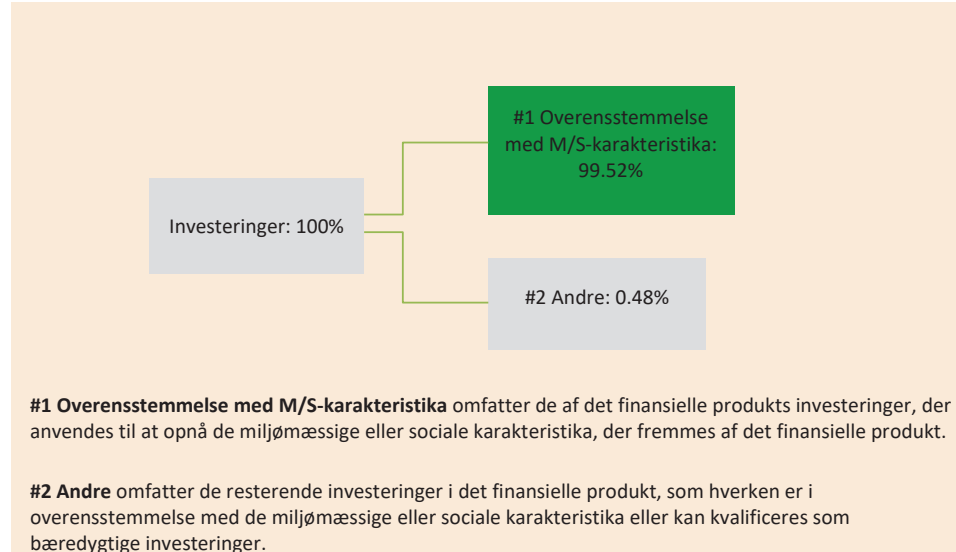 #1 Overensstemmelse
med M/S-karakteristika:
99.52%
Investeringer: 100%
#2 Andre: 0.48%
#1 Overensstemmelse med M/S-karakteristika omfatter de af det finansielle produkts investeringer, der
anvendes til at opnå de miljømæssige eller sociale karakteristika, der fremmes af det finansielle produkt.
#2 Andre omfatter de resterende investeringer i det finansielle produkt, som hverken er i
overensstemmelse med de miljømæssige eller sociale karakteristika eller kan kvalificeres som
bæredygtige investeringer.